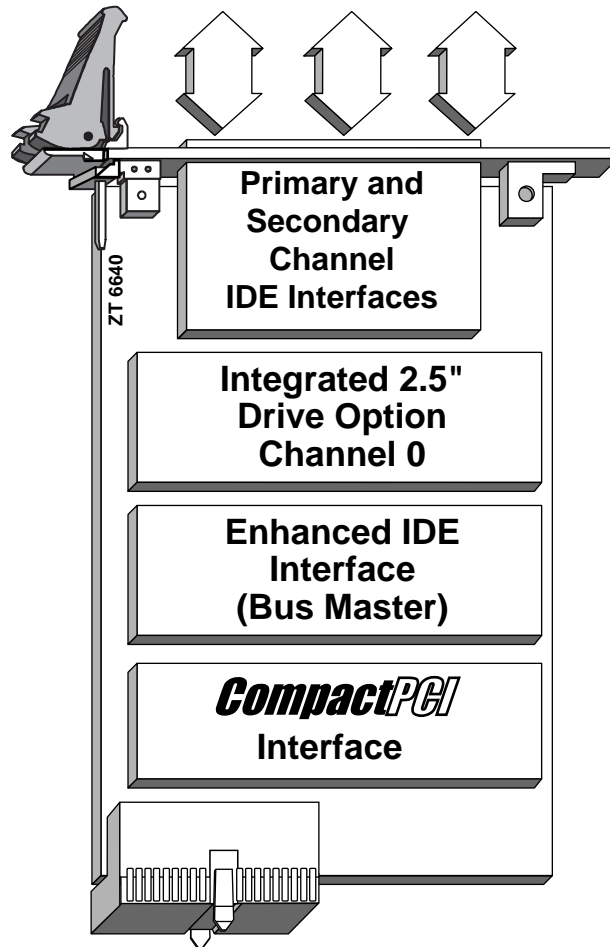 Primary and
Secondary
Channel
IDE Interfaces
ZT 6640
Integrated 2.5"
Drive Option
Channel 0
Enhanced IDE
Interface
(Bus Master)
CompactPCI
Interface